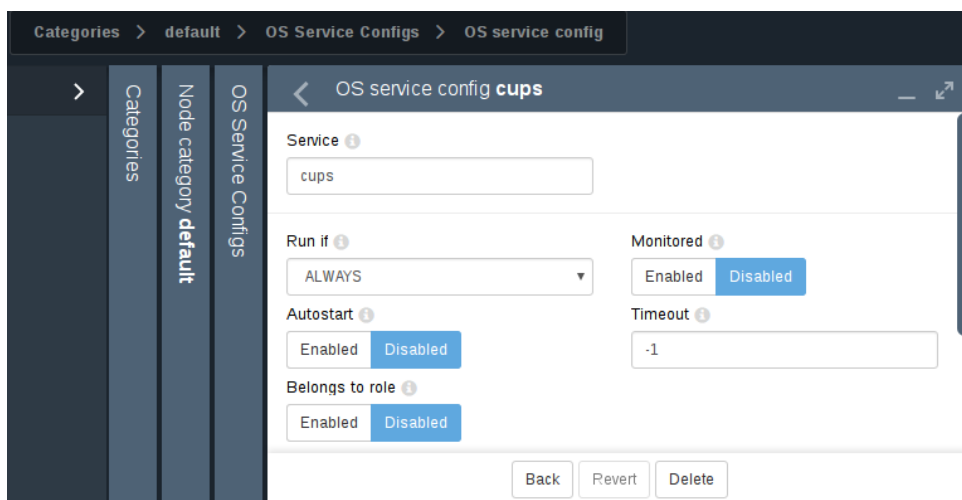 Categories > default > OS Service Configs > OS service config
Categories
Node category default
OS Service Configs
OS service config cups
Service
cups
Run if
Monitored
ALWAYS
Enabled Disabled
Autostart
Timeout
Enabled Disabled
-1
Belongs to role
Enabled Disabled
Back Revert Delete